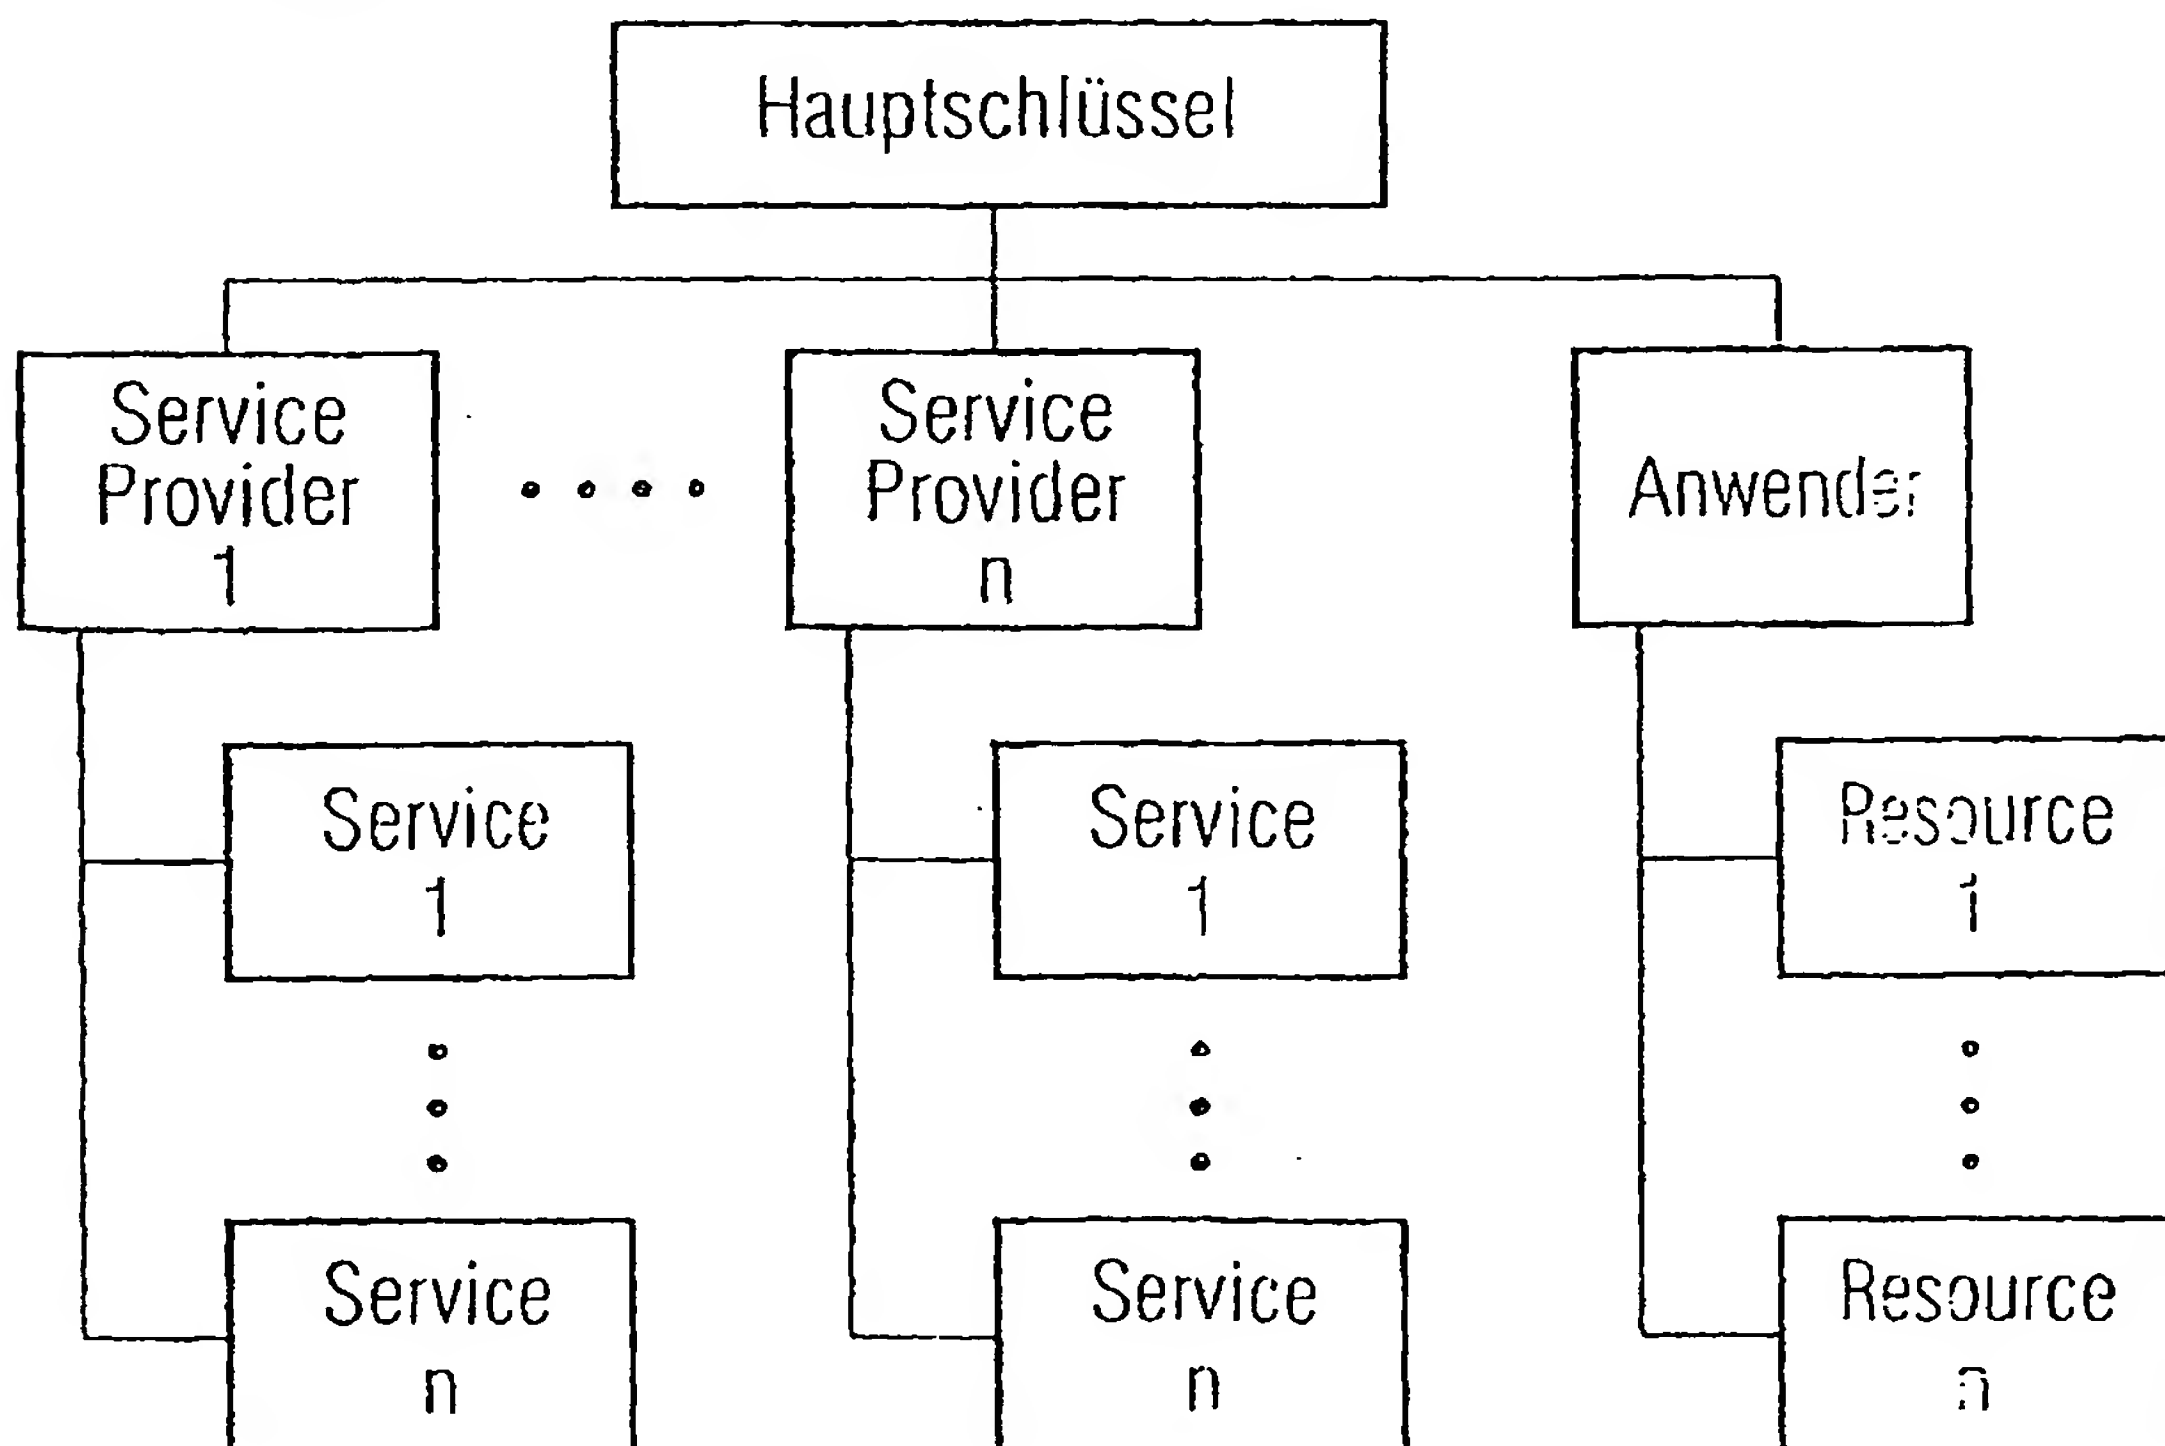 Hauptschlüssel
Service
Provider
1
Service
Provider
n
Anwender
Service
1
Service
1
Resource
1
Service
n
Service
n
Resource
n